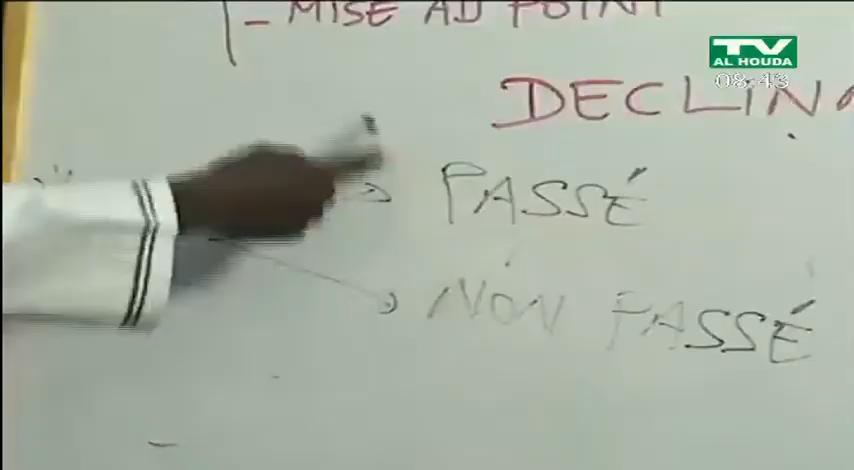 - MISE AU POINT
TV
AL HOUDA
08:43
DECLIN
PASSÉ
NON PASSÉ